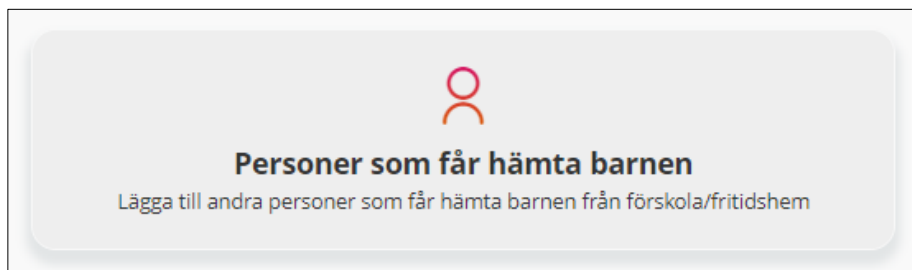 Personer som får hämta barnen
Lägga till andra personer som får hämta barnen från förskola/fritidshem